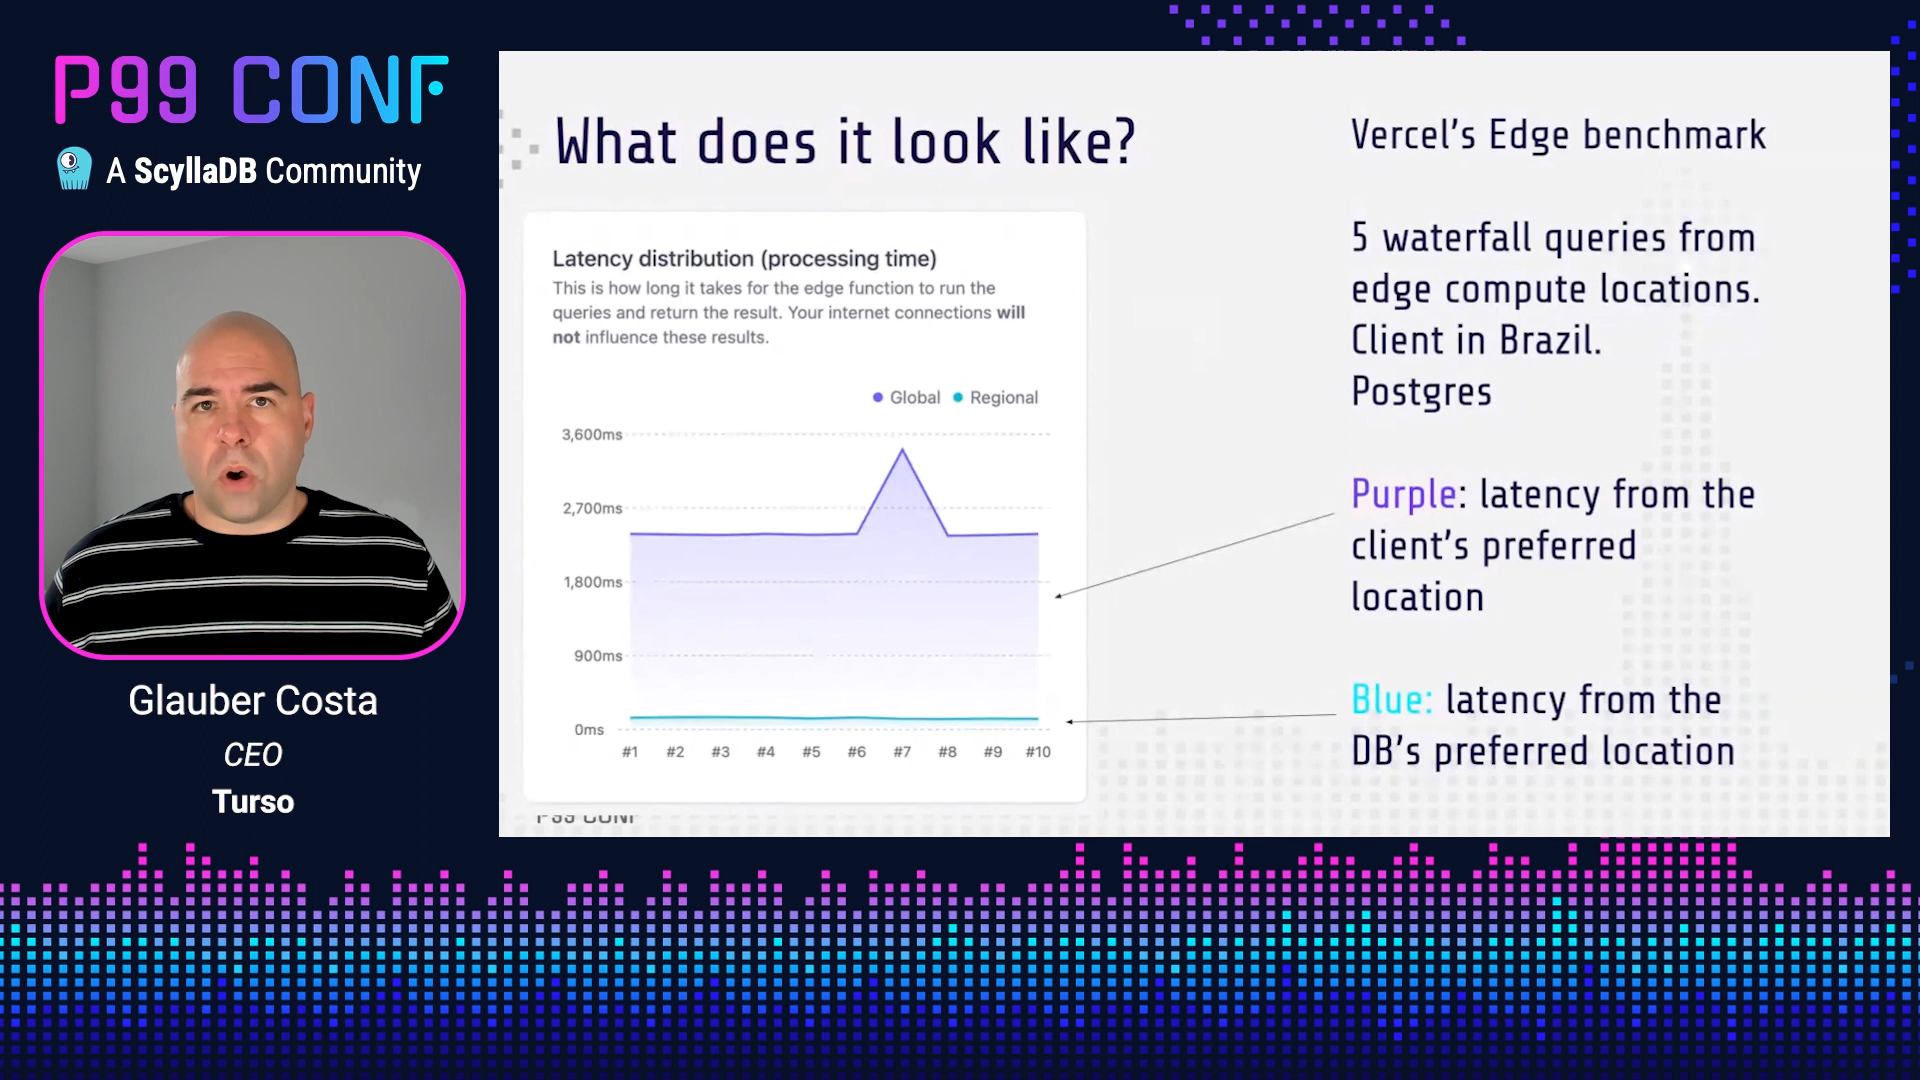 P99 CONF
A ScyllaDB Community
Glauber Costa
CEO
Turso
What does it look like?
Latency distribution (processing time)
This is how long it takes for the edge function to run the
queries and return the result. Your internet connections will
not influence these results.
Global Regional
3,600ms
2,700ms
1,800ms
900ms
0ms
#1 #2 #3 #4 #5 #6 #7 #8 #9 #10
P99 CONF
Vercel's Edge benchmark
5 waterfall queries from
edge compute locations.
Client in Brazil.
Postgres
Purple: latency from the
client's preferred
location
Blue: latency from the
DB's preferred location